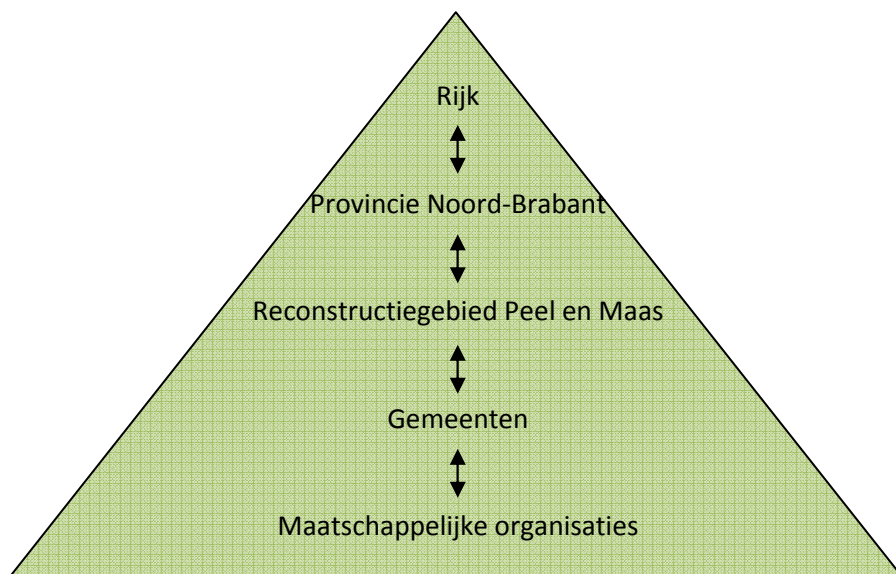 Rijk
Provincie Noord-Brabant
Reconstructiegebied Peel en Maas
Gemeenten
Maatschappelijke organisaties